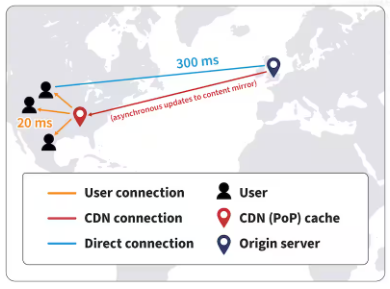 300 ms
(asynchronous updates to content mirror)
20 ms
User connection
User
CDN connection
CDN (PoP) cache
Direct connection
Origin server